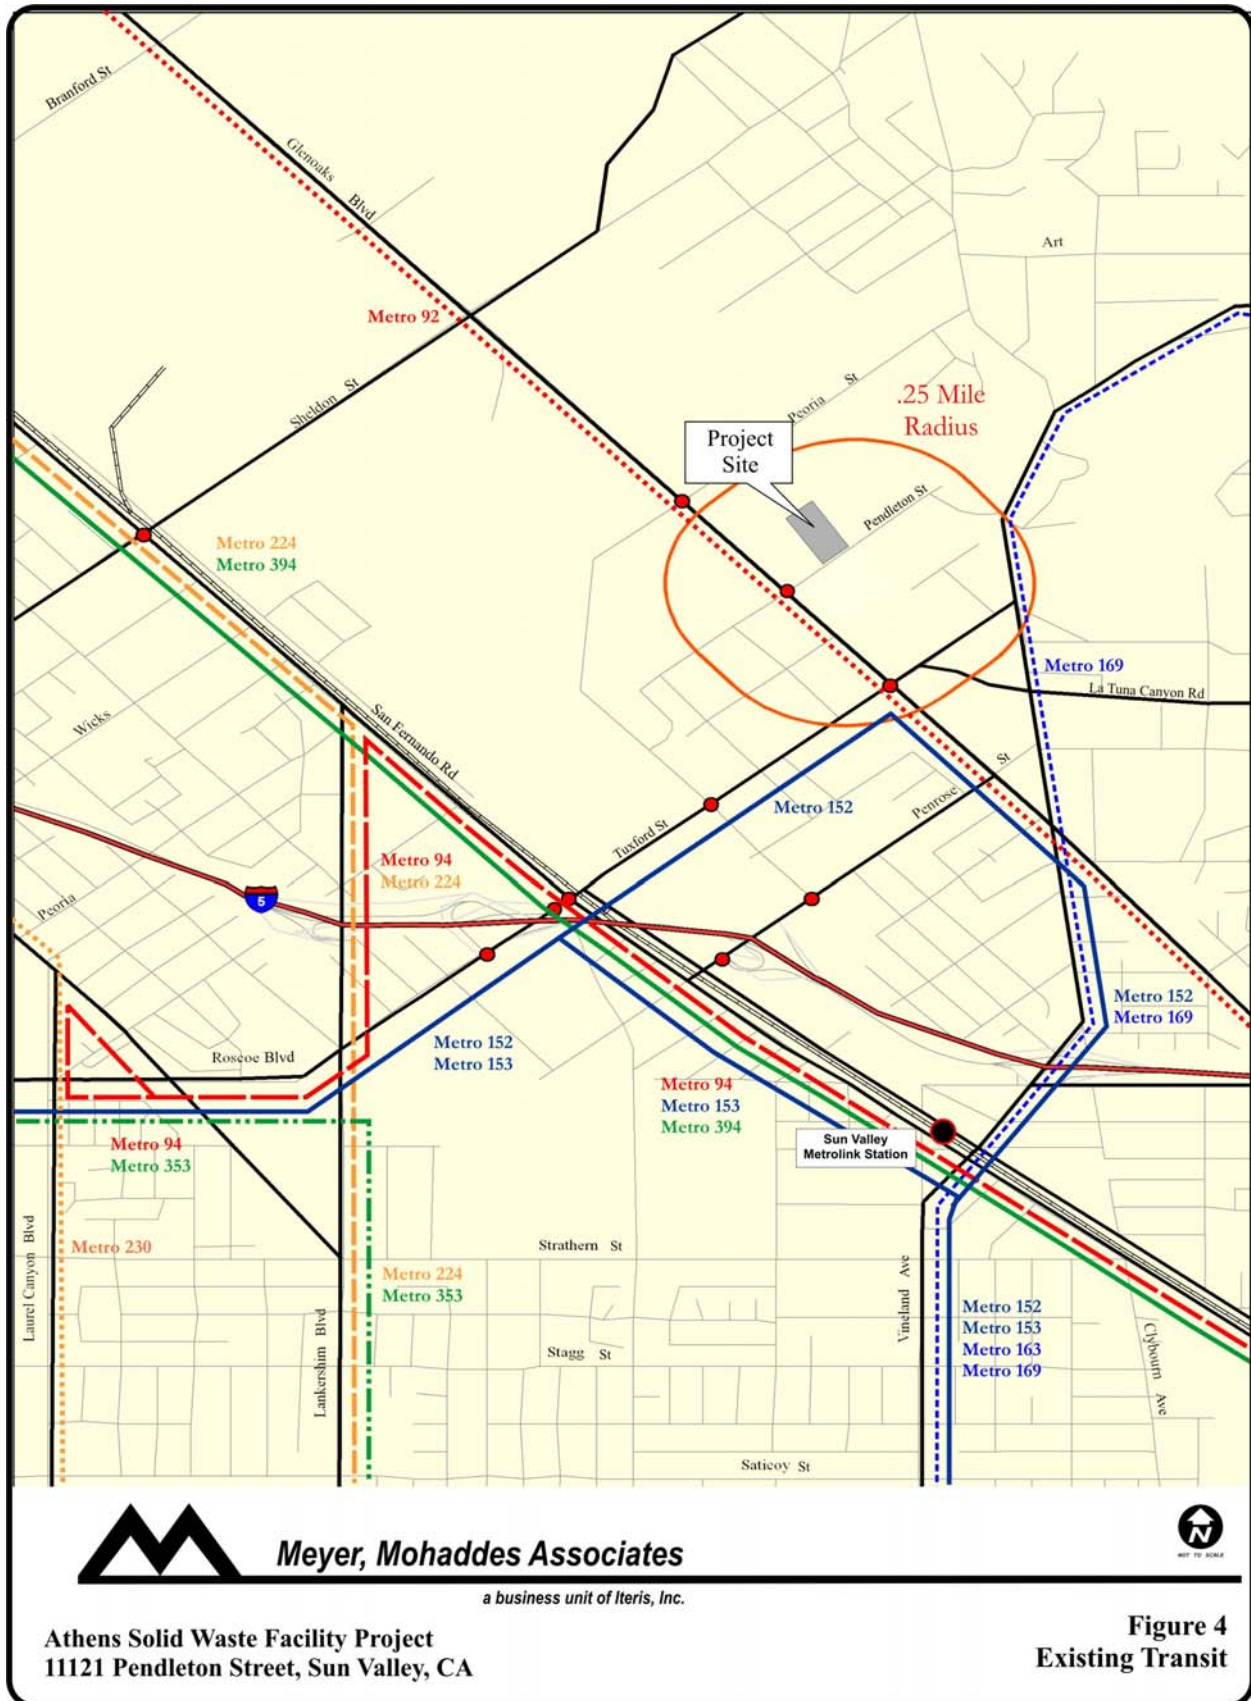 Branford St
Glenoaks Blvd
Art
Metro 92
Sheldon St
Peoria St
.25 Mile
Radius
Project
Site
Pendleton St
Metro 224
Metro 394
Metro 169
La Tuna Canyon Rd
Wicks
San Fernando Rd
Metro 152
Penrose St
Tuxford St
Metro 94
Metro 224
5
Peoria
Metro 152
Metro 169
Roscoe Blvd
Metro 152
Metro 153
Metro 94
Metro 153
Metro 394
Sun Valley
Metrolink Station
Metro 94
Metro 353
Laurel Canyon Blvd
Metro 230
Strathern St
Metro 224
Metro 353
Vineland Ave
Lankershim Blvd
Metro 152
Metro 153
Metro 163
Metro 169
Clybourn Ave
Stagg St
Saticoy St
Meyer, Mohaddes Associates
a business unit of Iteris, Inc.
N
NOT TO SCALE
Athens Solid Waste Facility Project
11121 Pendleton Street, Sun Valley, CA
Figure 4
Existing Transit